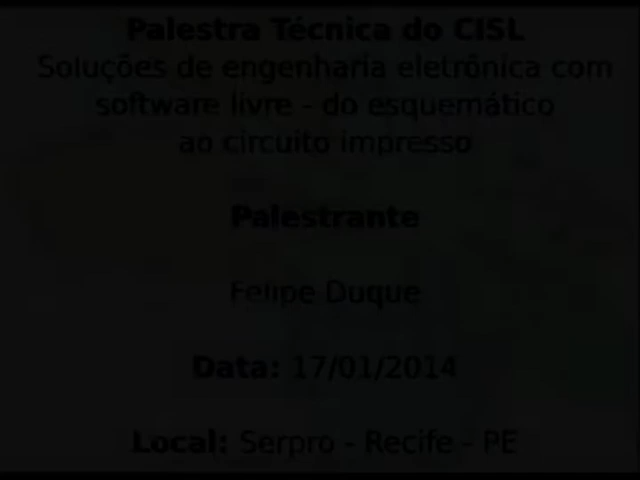 Palestra Técnica do CISL
Soluções de engenharia eletrônica com
software livre - do esquemático
ao circuito impresso
Palestrante
Felipe Duque
Data: 17/01/2014
Local: Serpro - Recife - PE